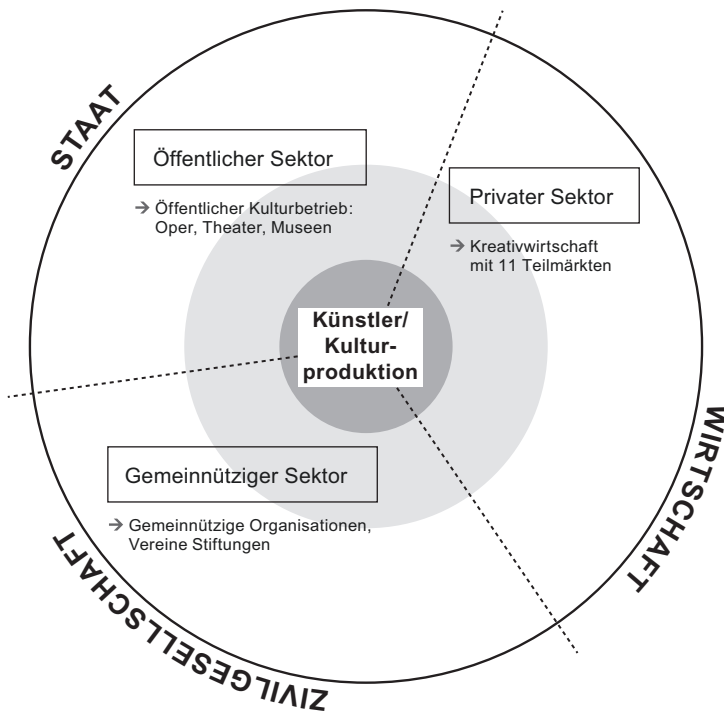 STAAT
Öffentlicher Sektor
→ Öffentlicher Kulturbetrieb:
Oper, Theater, Museen
Privater Sektor
→ Kreativwirtschaft
mit 11 Teilmärkten
Künstler/
Kultur-
produktion
WIRTSCHAFT
Gemeinnütziger Sektor
→ Gemeinnützige Organisationen,
Vereine Stiftungen
ZIVILGESELLSCHAFT